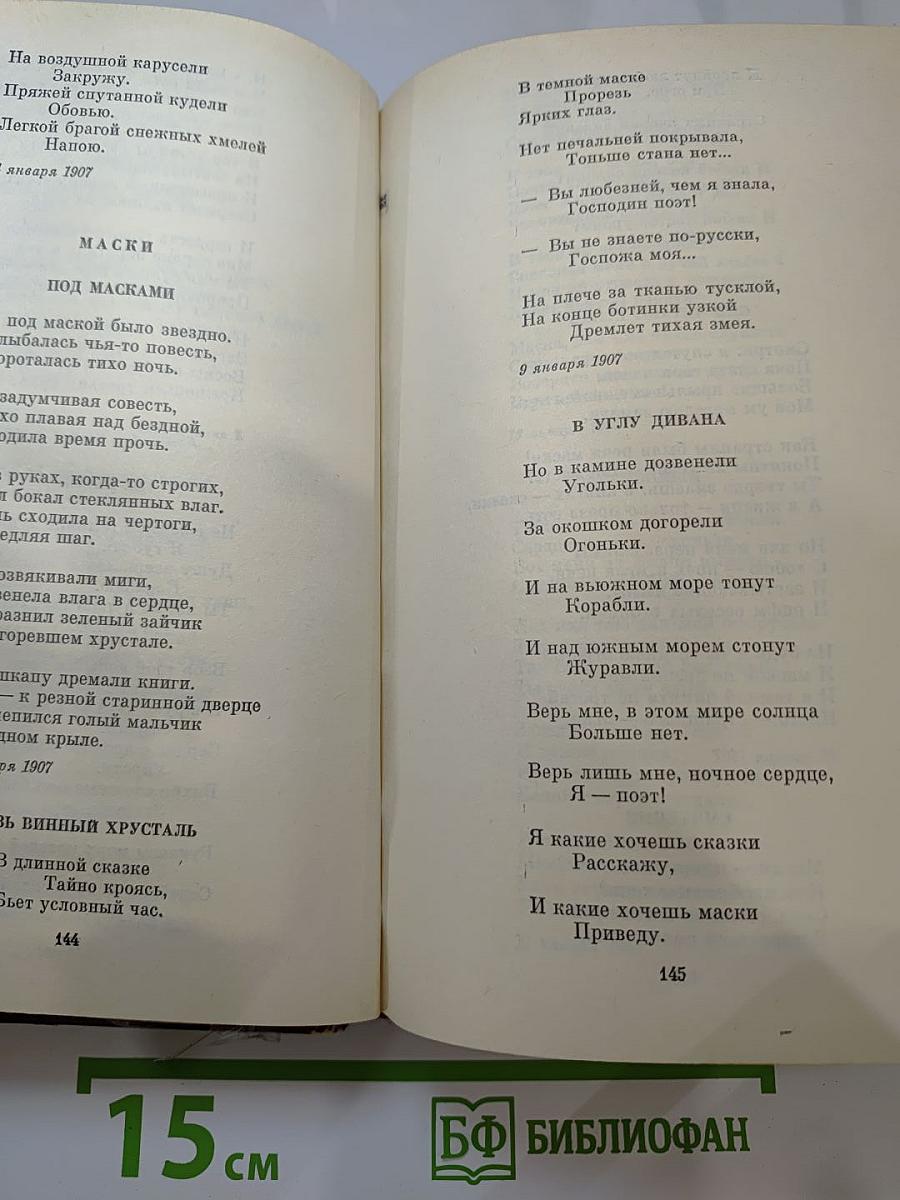 На воздушной карусели
Закружу.
Пряжей спутанной кудели
Обовью.
Легкой брагой снежных хмелей
Напою.
января 1907
МАСКИ
ПОД МАСКАМИ
под маской было звездно.
лыбалась чья-то повесть,
ороталась тихо ночь.
задумчивая совесть,
хо плавая над бездной,
одила время прочь.
в руках, когда-то строгих,
л бокал стеклянных влаг.
ь сходила на чертоги,
едляя шаг.
озвякивали миги,
венела влага в сердце,
разнил зеленый зайчик
горевшем хрустале.
шкапу дремали книги.
— к резной старинной дверце
епился голый мальчик
дном крыле.
ря 1907
ЗЬ ВИННЫЙ ХРУСТАЛЬ
В длинной сказке
Тайно кроясь,
Бьет условный час.
144
В темной маске
Прорезь
Ярких глаз.
Нет печальней покрывала,
Тоньше стана нет...
— Вы любезней, чем я знала,
Господин поэт!
— Вы не знаете по-русски,
Госпожа моя...
На плече за тканью тусклой,
На конце ботинки узкой
Дремлет тихая змея.
9 января 1907
В УГЛУ ДИВАНА
Но в камине дозвенели
Угольки.
За окошком догорели
Огоньки.
И на вьюжном море тонут
Корабли.
И над южным морем стонут
Журавли.
Верь мне, в этом мире солнца
Больше нет.
Верь лишь мне, ночное сердце,
Я — поэт!
Я какие хочешь сказки
Расскажу,
И какие хочешь маски
Приведу.
145
15 см
БФ БИБЛИОФАН